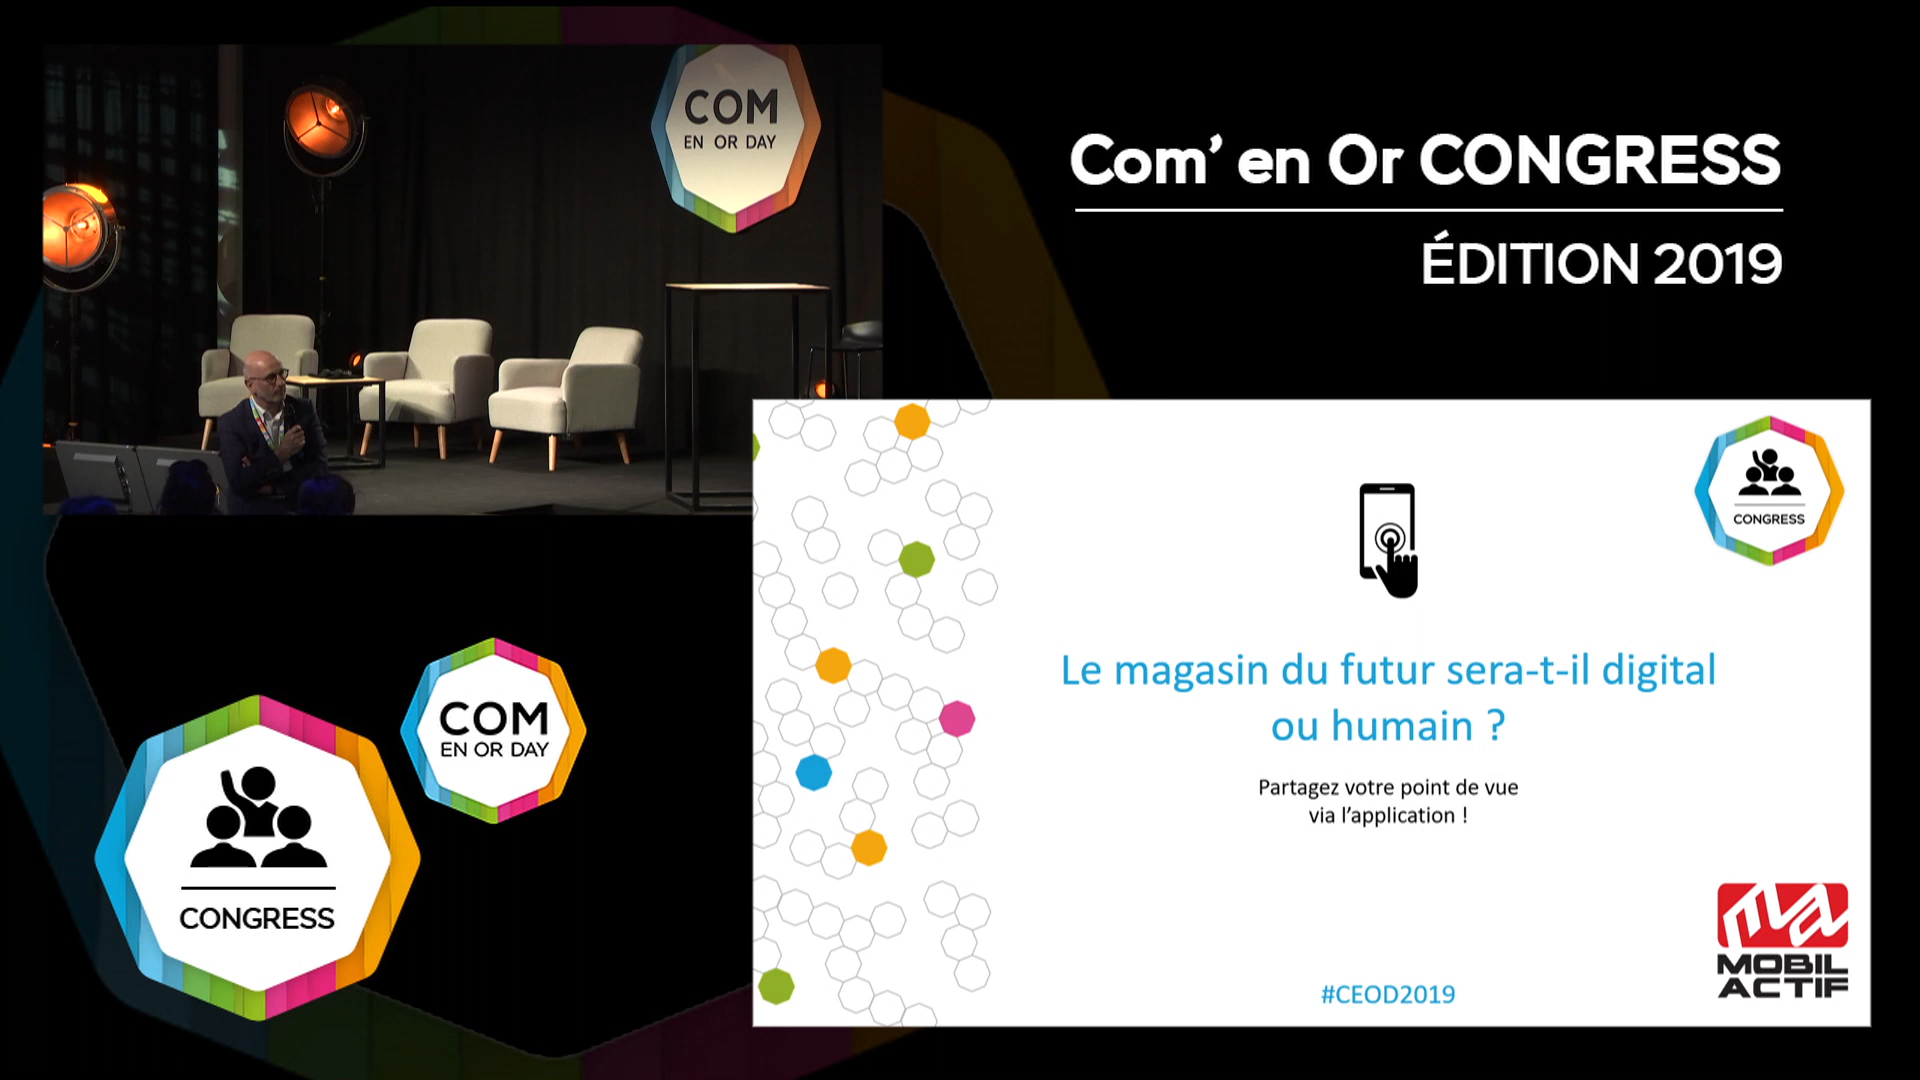 COM
EN OR DAY
Com’ en Or CONGRESS
ÉDITION 2019
CONGRESS
Le magasin du futur sera-t-il digital
ou humain ?
Partagez votre point de vue
via l’application !
#CEOD2019
MOBIL
ACTIF
COM
EN OR DAY
CONGRESS